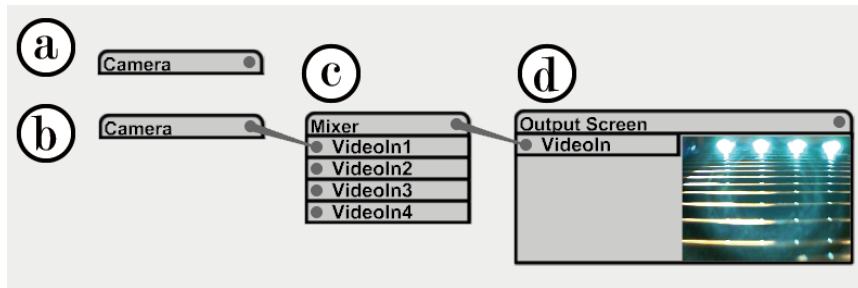 a
Camera
b
Camera
c
Mixer
VideoIn1
VideoIn2
VideoIn3
VideoIn4
d
Output Screen
VideoIn